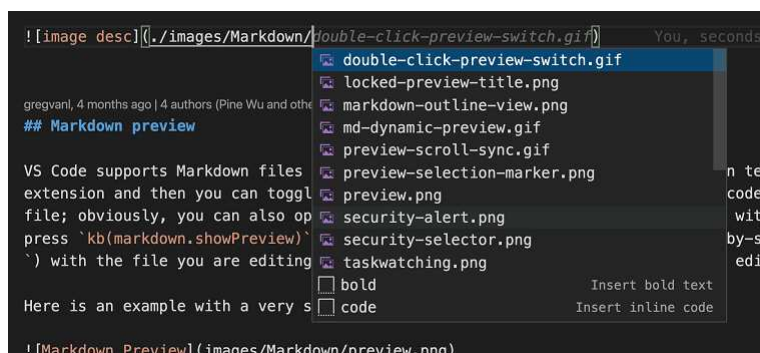 ![image desc](./images/Markdown/double-click-preview-switch.gif) You, seconds
double-click-preview-switch.gif
locked-preview-title.png
gregvanl, 4 months ago | 4 authors (Pine Wu and othe
markdown-outline-view.png
## Markdown preview
md-dynamic-preview.gif
preview-scroll-sync.gif
VS Code supports Markdown files
preview-selection-marker.png
extension and then you can toggl
preview.png
code
file; obviously, you can also op
security-alert.png
wit
press `kb(markdown.showPreview)`
security-selector.png
by-s
`) with the file you are editing
taskwatching.png
edi
bold Insert bold text
Here is an example with a very s
code Insert inline code
![Markdown Preview](images/Markdown/preview.png)